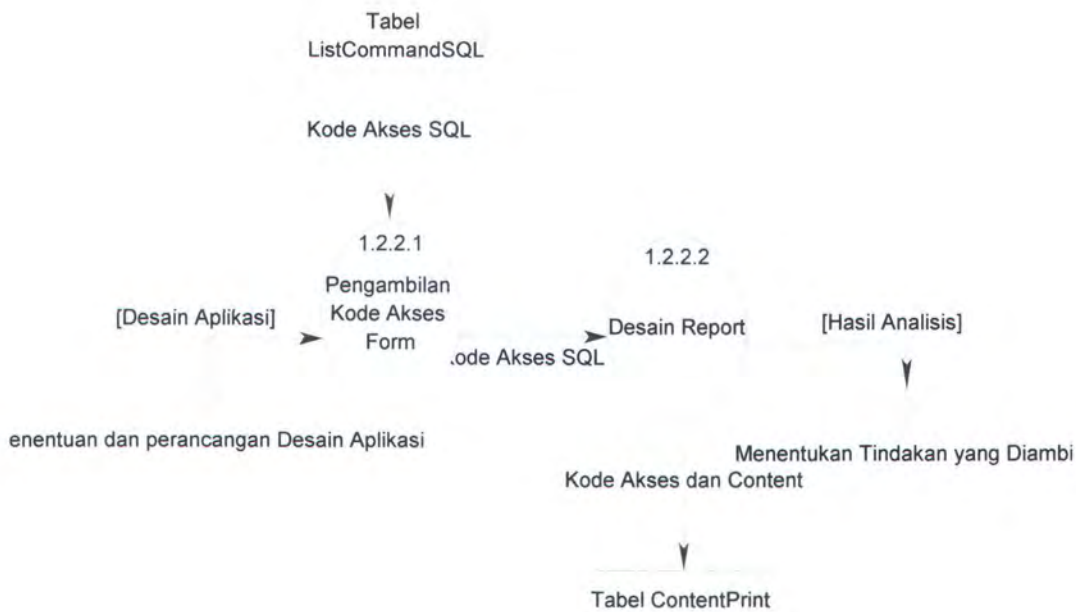 Tabel
ListCommandSQL
Kode Akses SQL
1.2.2.1
Pengambilan
Kode Akses
Form
1.2.2.2
Desain Report
[Desain Aplikasi]
[Hasil Analisis]
.ode Akses SQL
enentuan dan perancangan Desain Aplikasi
Menentukan Tindakan yang Diambi
Kode Akses dan Content
Tabel ContentPrint